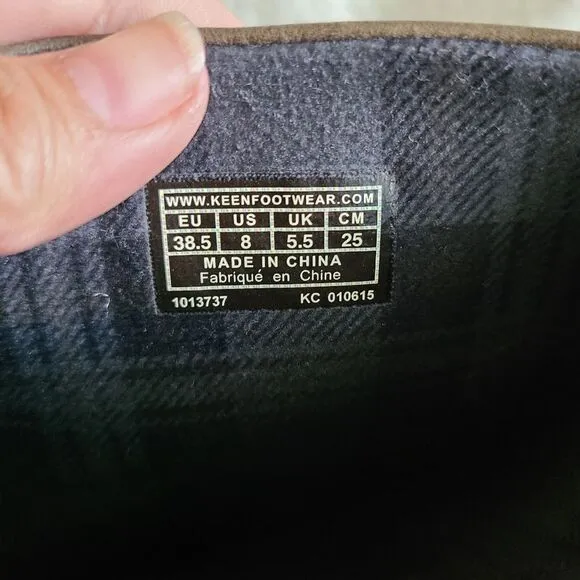 WWW.KEENFOOTWEAR.COM
EU US UK CM
38.5 8 5.5 25
MADE IN CHINA
Fabriqué en Chine
1013737 KC 010615